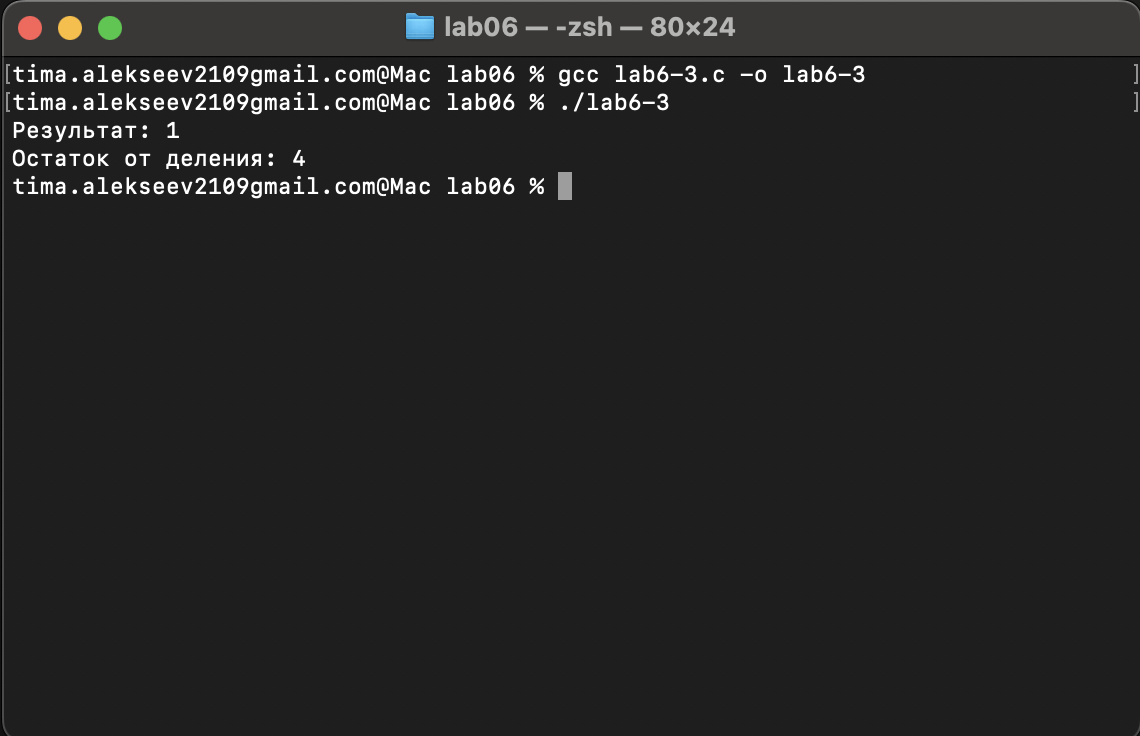 lab06 — -zsh — 80×24
[tima.alekseev2109gmail.com@Mac lab06 % gcc lab6-3.c -o lab6-3 ]
[tima.alekseev2109gmail.com@Mac lab06 % ./lab6-3 ]
Результат: 1
Остаток от деления: 4
tima.alekseev2109gmail.com@Mac lab06 %